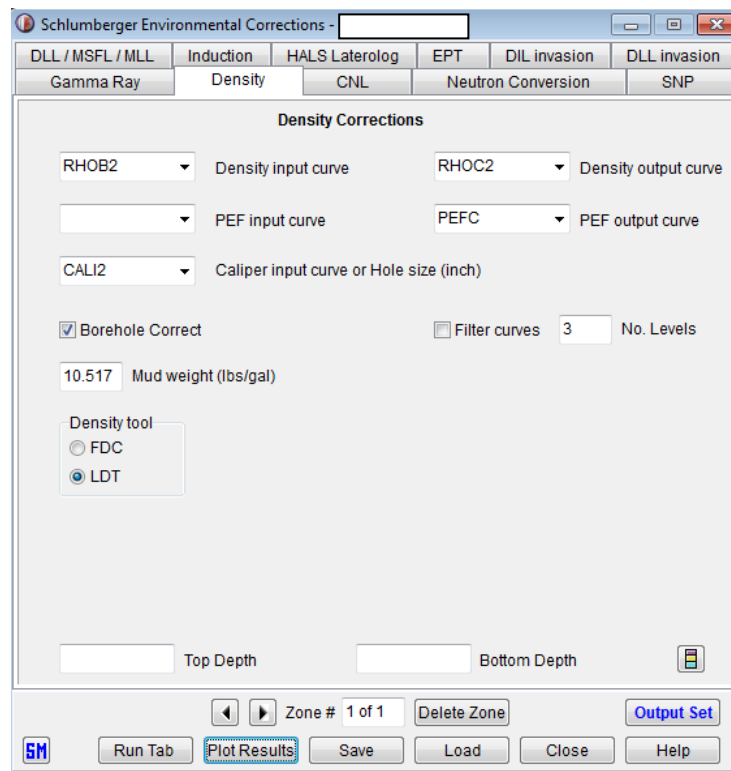 Schlumberger Environmental Corrections -
DLL / MSFL / MLL Induction HALS Laterolog EPT DIL invasion DLL invasion
Gamma Ray Density CNL Neutron Conversion SNP
Density Corrections
RHOB2 Density input curve RHOC2 Density output curve
PEF input curve PEFC PEF output curve
CALI2 Caliper input curve or Hole size (inch)
Borehole Correct Filter curves 3 No. Levels
10.517 Mud weight (lbs/gal)
Density tool
FDC
LDT
Top Depth Bottom Depth
Zone # 1 of 1 Delete Zone Output Set
SM Run Tab Plot Results Save Load Close Help